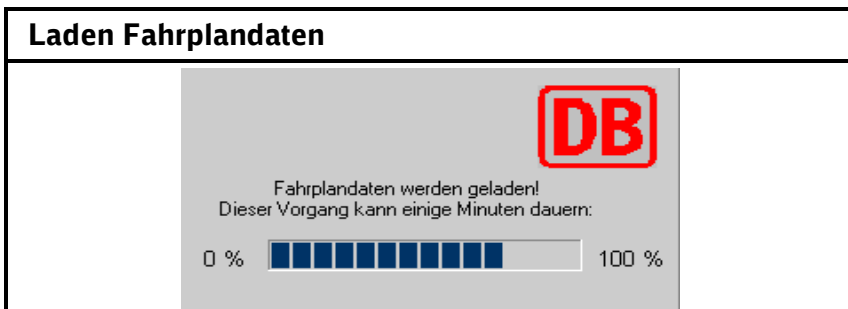 Laden Fahrplandaten
DB
Fahrplandaten werden geladen!
Dieser Vorgang kann einige Minuten dauern:
0 % 100 %